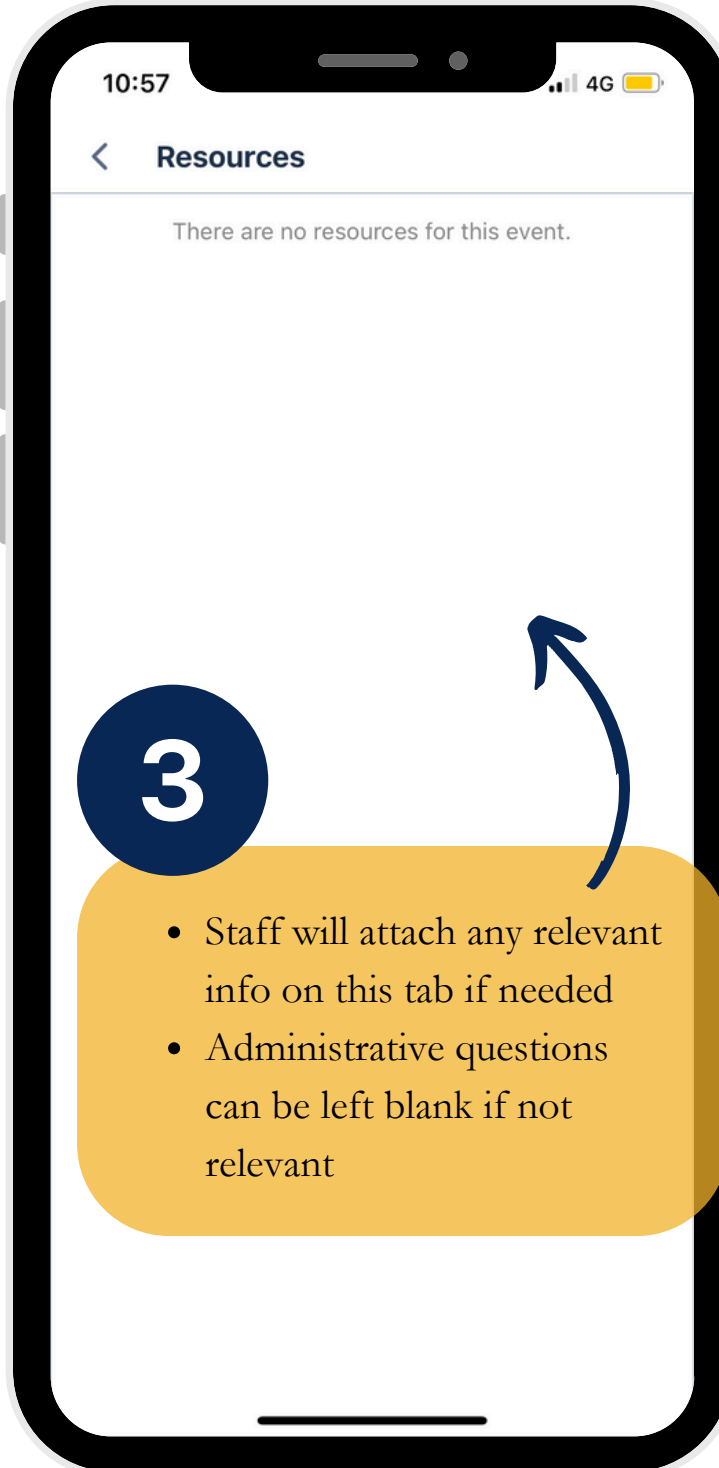 10:57
4G
Resources
There are no resources for this event.
3
• Staff will attach any relevant
info on this tab if needed
• Administrative questions
can be left blank if not
relevant